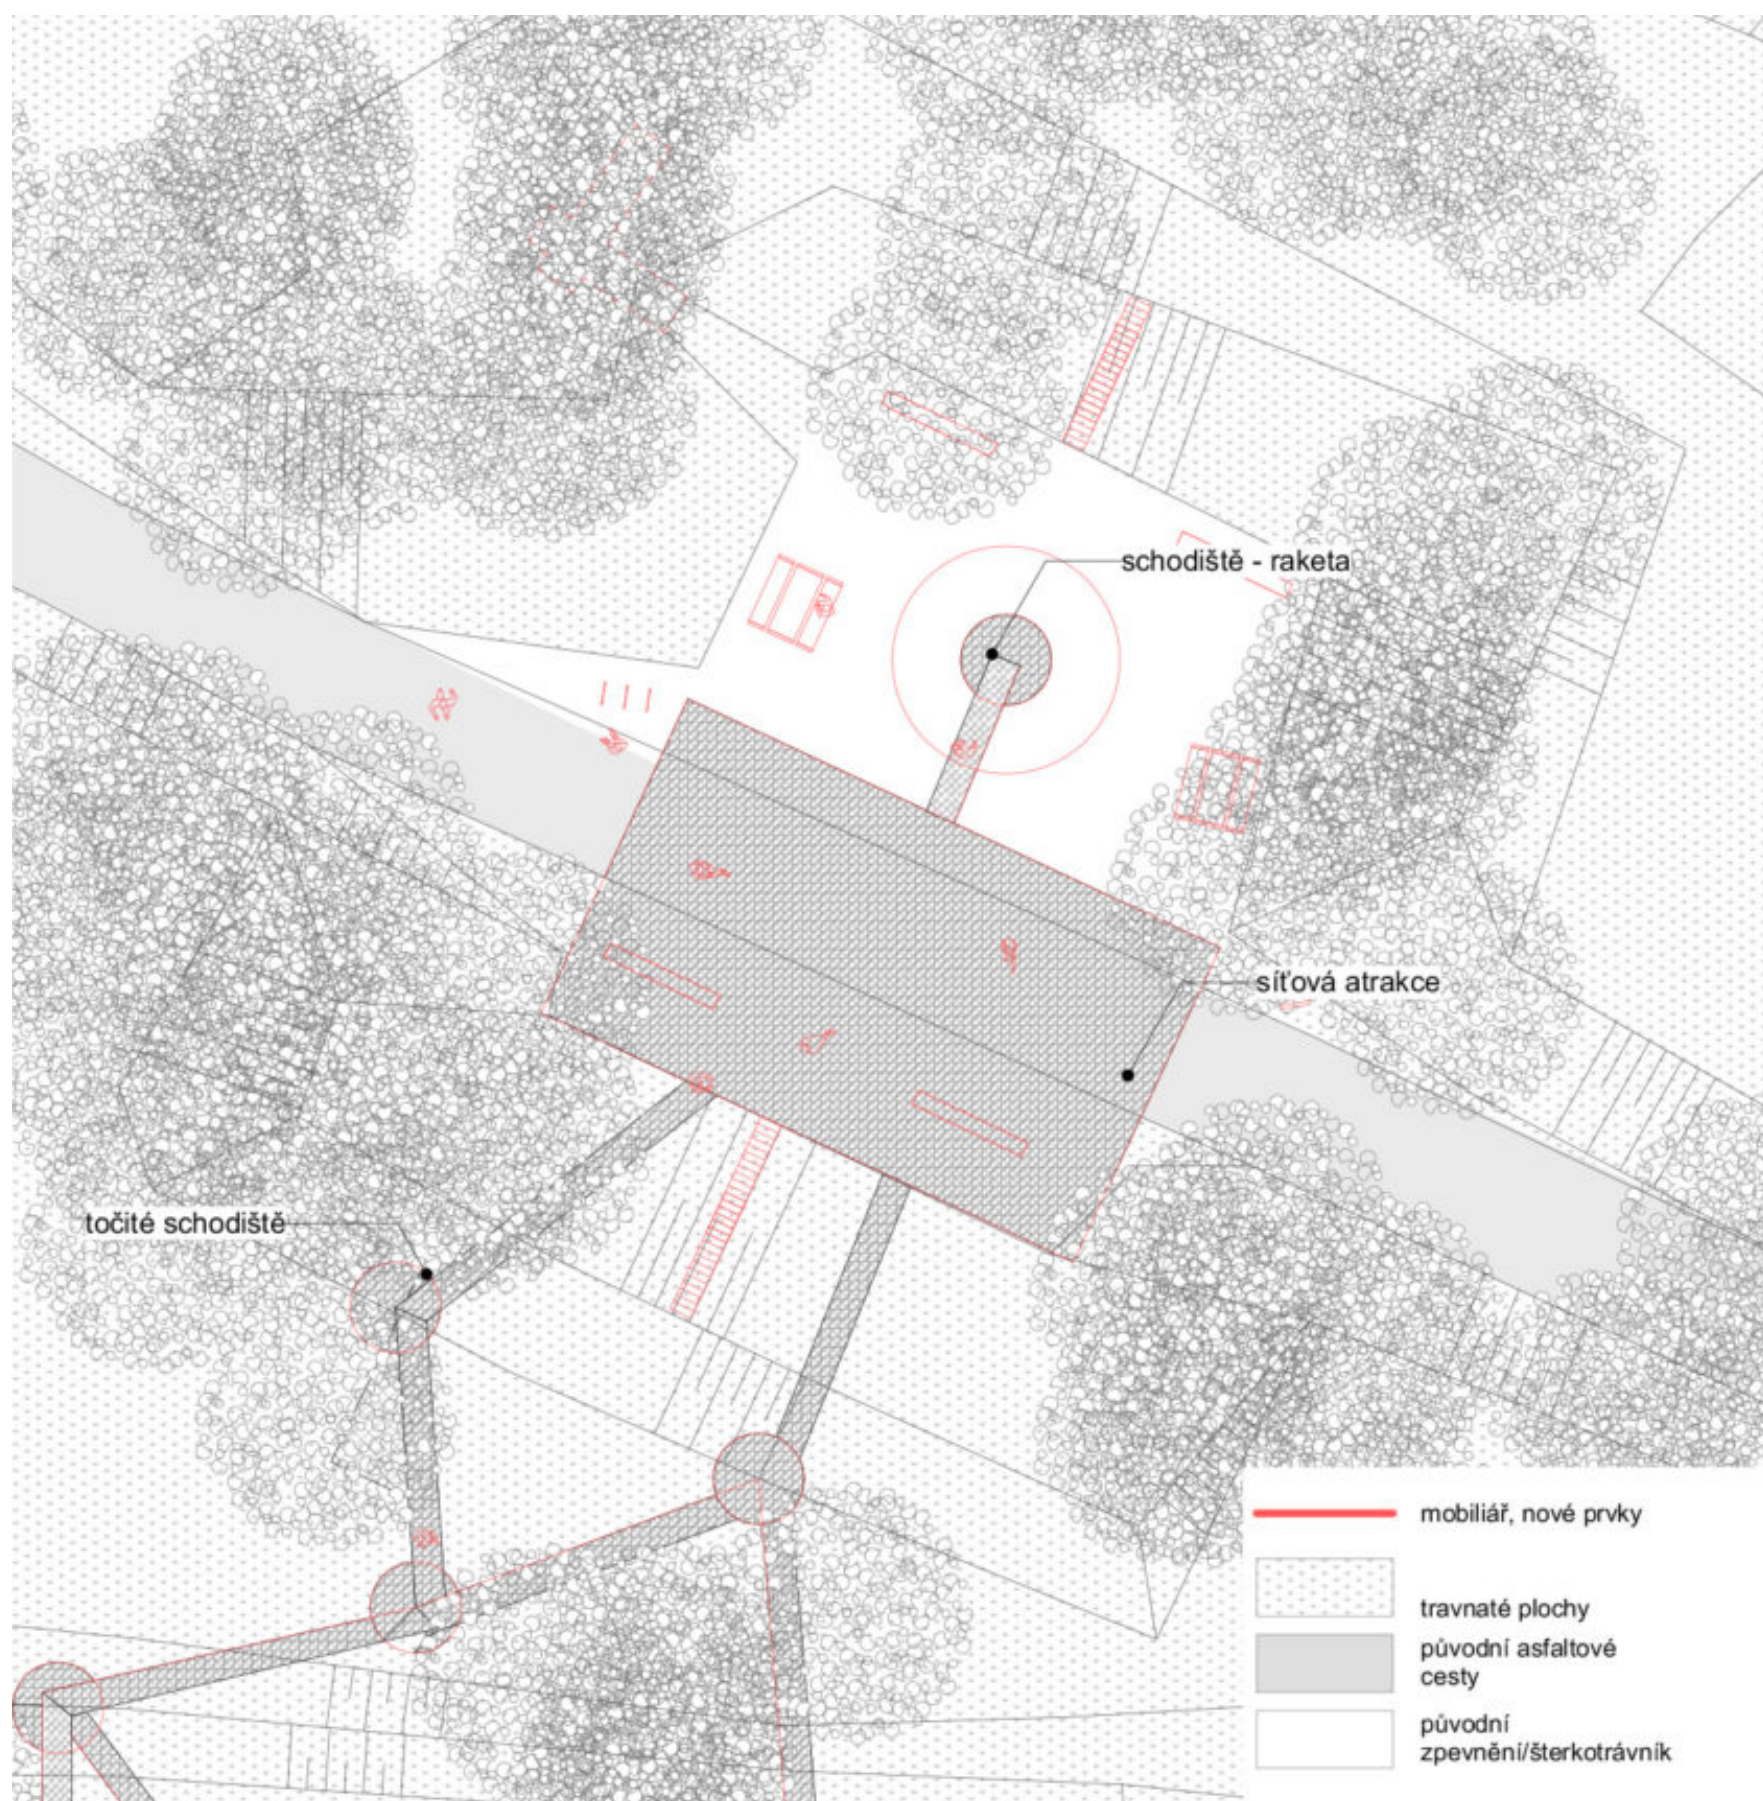 schodiště - raketa
síťová atrakce
točité schodiště
mobiliář, nové prvky
travnaté plochy
původní asfaltové
cesty
původní
zpevnění/šterkotrávník